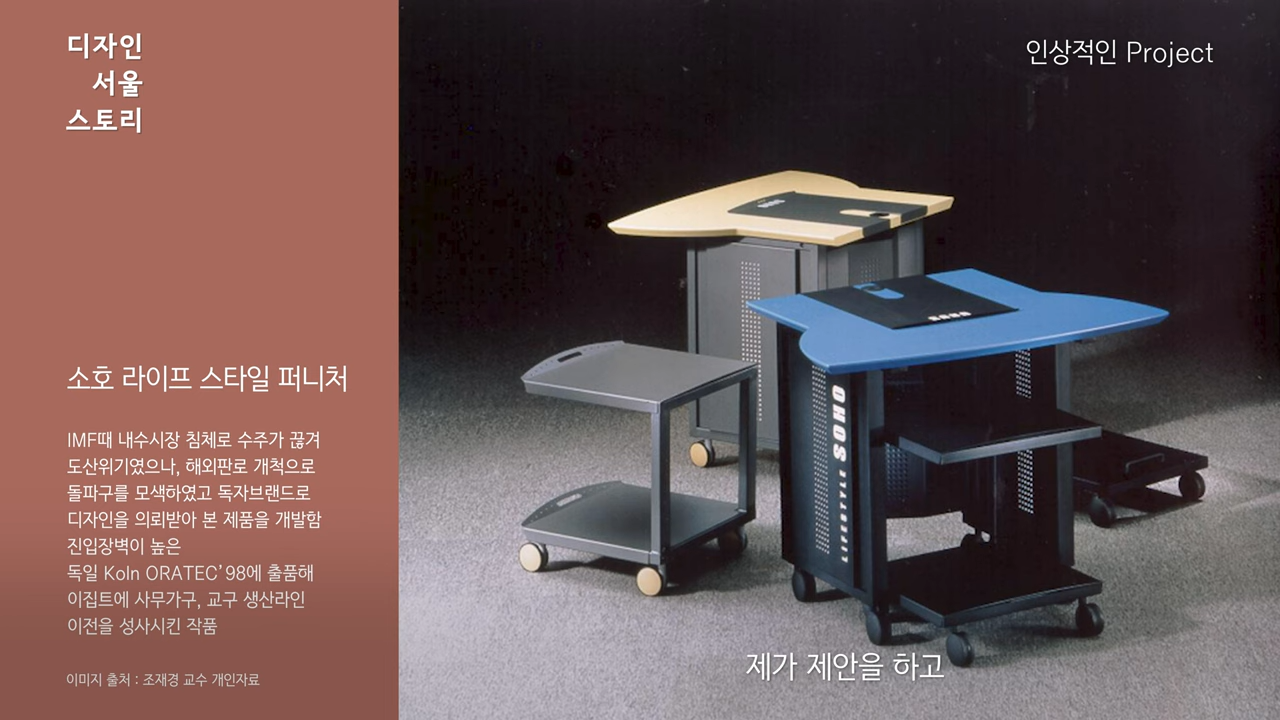 디자인
서울
스토리
인상적인 Project
소호 라이프 스타일 퍼니처
IMF때 내수시장 침체로 수주가 끊겨
도산위기였으나, 해외판로 개척으로
돌파구를 모색하였고 독자브랜드로
디자인을 의뢰받아 본 제품을 개발함
진입장벽이 높은
독일 Koln ORATEC’98에 출품해
이집트에 사무가구, 교구 생산라인
이전을 성사시킨 작품
이미지 출처 : 조재경 교수 개인자료
SOHO
SOHO
SOHO LIFESTYLE
제가 제안을 하고